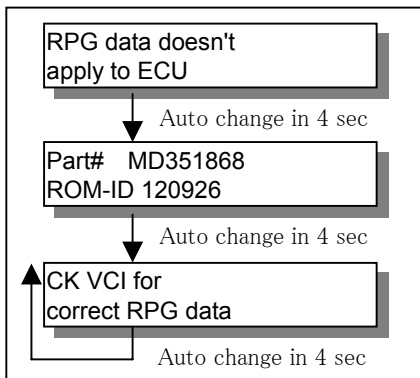 RPG data doesn't
apply to ECU
Auto change in 4 sec
Part# MD351868
ROM-ID 120926
Auto change in 4 sec
CK VCI for
correct RPG data
Auto change in 4 sec